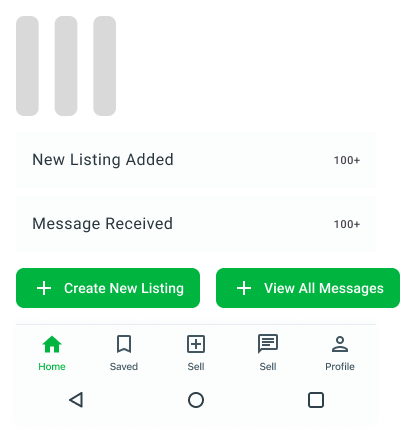 New Listing Added 100+
Message Received 100+
Create New Listing View All Messages
Home Saved Sell Sell Profile